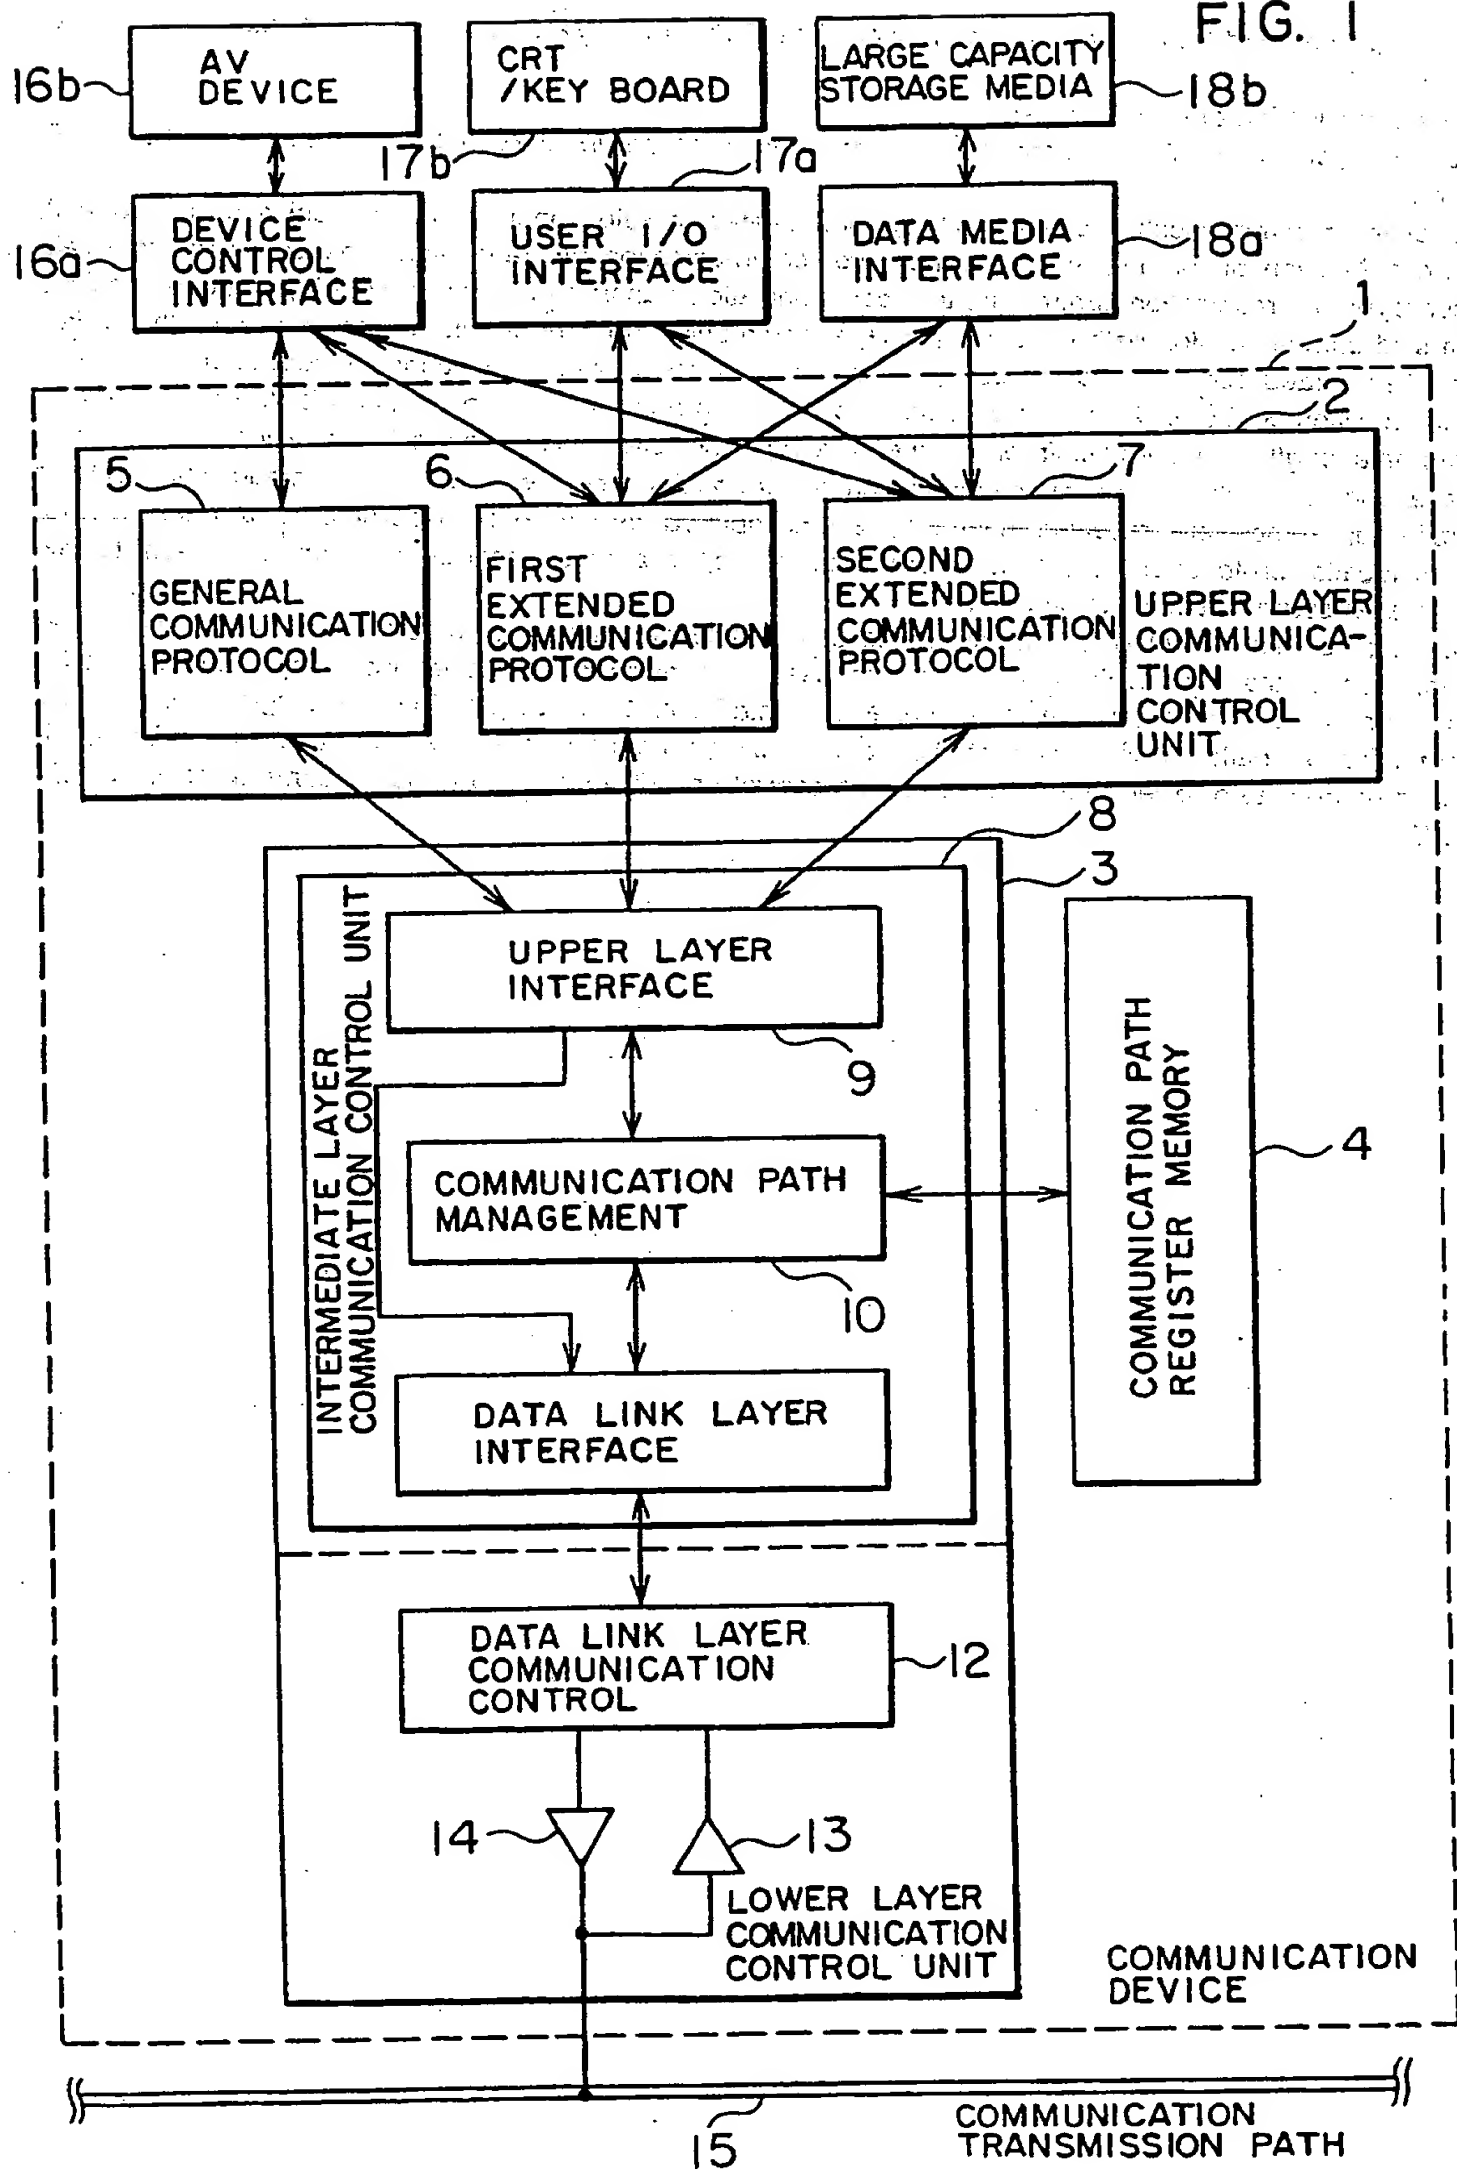 FIG. 1
AV
DEVICE
16b
CRT
/KEY BOARD
17b
LARGE CAPACITY
STORAGE MEDIA
18b
17a
DEVICE
CONTROL
INTERFACE
16a
USER I/O
INTERFACE
DATA MEDIA
INTERFACE
18a
1
2
5
6
7
GENERAL
COMMUNICATION
PROTOCOL
FIRST
EXTENDED
COMMUNICATION
PROTOCOL
SECOND
EXTENDED
COMMUNICATION
PROTOCOL
UPPER LAYER
COMMUNICA-
TION
CONTROL
UNIT
8
3
INTERMEDIATE LAYER
COMMUNICATION CONTROL UNIT
UPPER LAYER
INTERFACE
9
COMMUNICATION PATH
MANAGEMENT
10
COMMUNICATION PATH
REGISTER MEMORY
4
DATA LINK LAYER
INTERFACE
DATA LINK LAYER
COMMUNICATION
CONTROL
12
14
13
LOWER LAYER
COMMUNICATION
CONTROL UNIT
COMMUNICATION
DEVICE
15
COMMUNICATION
TRANSMISSION PATH